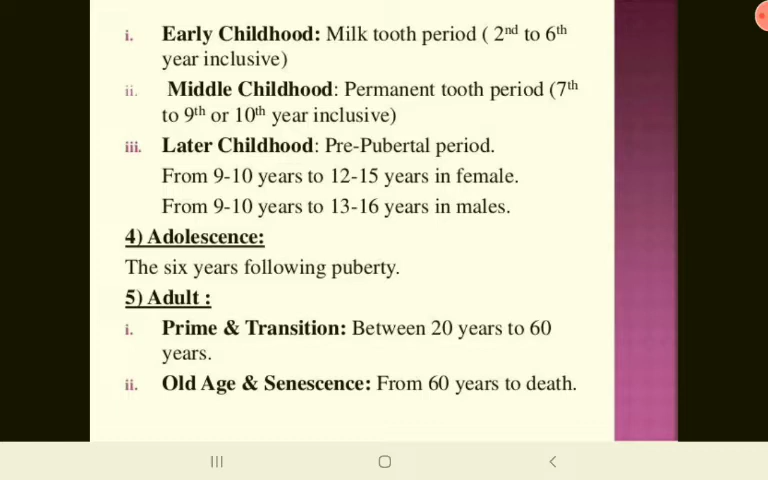 i. Early Childhood: Milk tooth period ( 2nd to 6th
year inclusive)
ii. Middle Childhood: Permanent tooth period (7th
to 9th or 10th year inclusive)
iii. Later Childhood: Pre-Pubertal period.
From 9-10 years to 12-15 years in female.
From 9-10 years to 13-16 years in males.
4) Adolescence:
The six years following puberty.
5) Adult :
i. Prime & Transition: Between 20 years to 60
years.
ii. Old Age & Senescence: From 60 years to death.